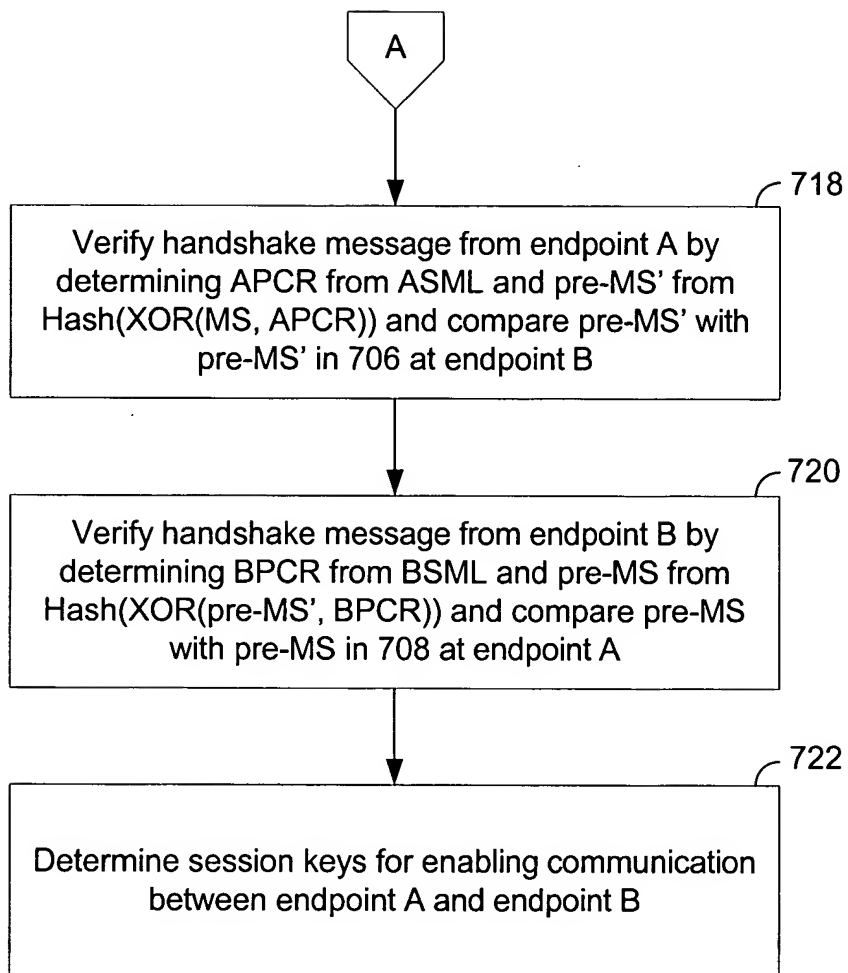 A
718
Verify handshake message from endpoint A by
determining APCR from ASML and pre-MS’ from
Hash(XOR(MS, APCR)) and compare pre-MS’ with
pre-MS’ in 706 at endpoint B
720
Verify handshake message from endpoint B by
determining BPCR from BSML and pre-MS from
Hash(XOR(pre-MS’, BPCR)) and compare pre-MS
with pre-MS in 708 at endpoint A
722
Determine session keys for enabling communication
between endpoint A and endpoint B